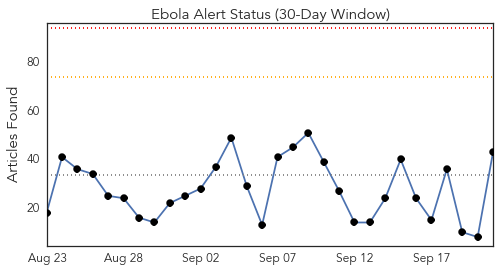 Ebola Alert Status (30-Day Window)
Articles Found
80
60
40
20
Aug 23 Aug 28 Sep 02 Sep 07 Sep 12 Sep 17